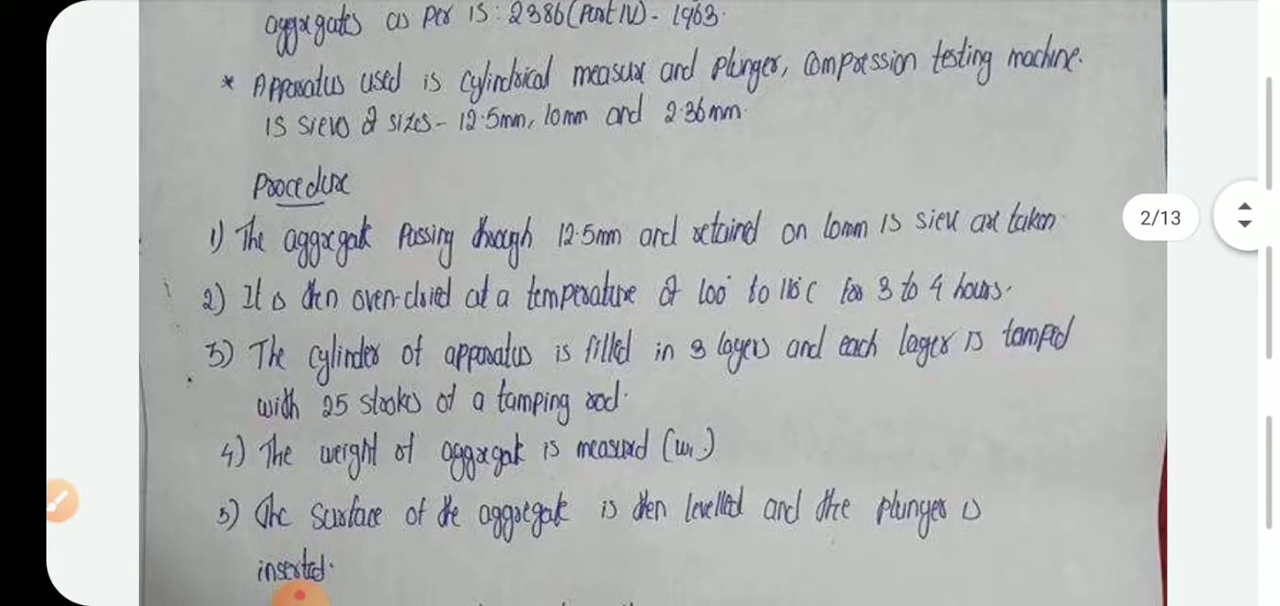 aggregates as per IS: 2386 (Part IV) - 1963.
* Apparatus used is cylindrical measure and plunger, compression testing machine.
IS sieves of sizes - 12.5mm, 10mm and 2.36mm.
Procedure
1) The aggregate passing through 12.5mm and retained on 10mm IS sieve are taken.
2) It is then oven-dried at a temperature of 100° to 110°C for 3 to 4 hours.
3) The cylinder of apparatus is filled in 3 layers and each layer is tamped
with 25 strokes of a tamping rod.
4) The weight of aggregate is measured (W1.)
5) The surface of the aggregate is then levelled and the plunger is
inserted.
2/13